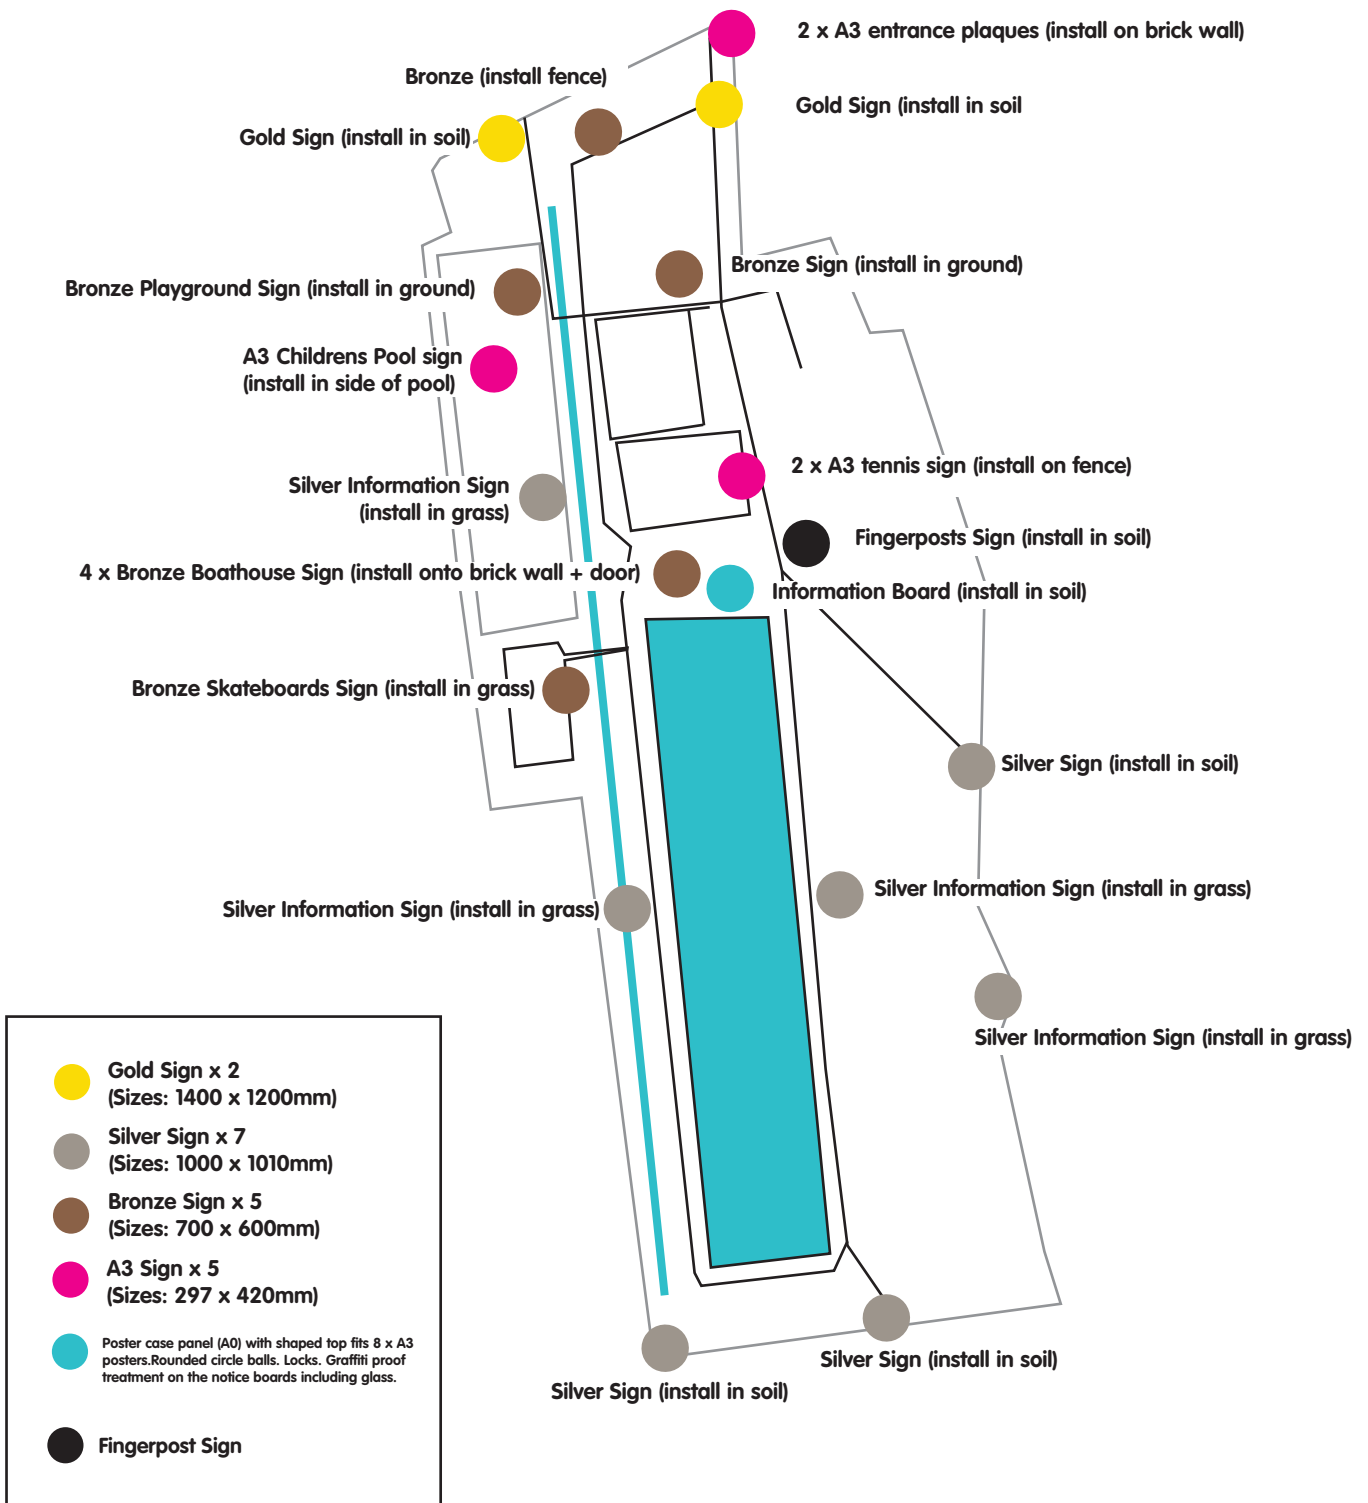 2 x A3 entrance plaques (install on brick wall)
Bronze (install fence)
Gold Sign (install in soil
Gold Sign (install in soil)
Bronze Sign (install in ground)
Bronze Playground Sign (install in ground)
A3 Childrens Pool sign
(install in side of pool)
2 x A3 tennis sign (install on fence)
Silver Information Sign
(install in grass)
Fingerposts Sign (install in soil)
4 x Bronze Boathouse Sign (install onto brick wall + door)
Information Board (install in soil)
Bronze Skateboards Sign (install in grass)
Silver Sign (install in soil)
Silver Information Sign (install in grass)
Silver Information Sign (install in grass)
Silver Information Sign (install in grass)
Silver Sign (install in soil)
Silver Sign (install in soil)
Gold Sign x 2
(Sizes: 1400 x 1200mm)
Silver Sign x 7
(Sizes: 1000 x 1010mm)
Bronze Sign x 5
(Sizes: 700 x 600mm)
A3 Sign x 5
(Sizes: 297 x 420mm)
Poster case panel (A0) with shaped top fits 8 x A3
posters.Rounded circle balls. Locks. Graffiti proof
treatment on the notice boards including glass.
Fingerpost Sign